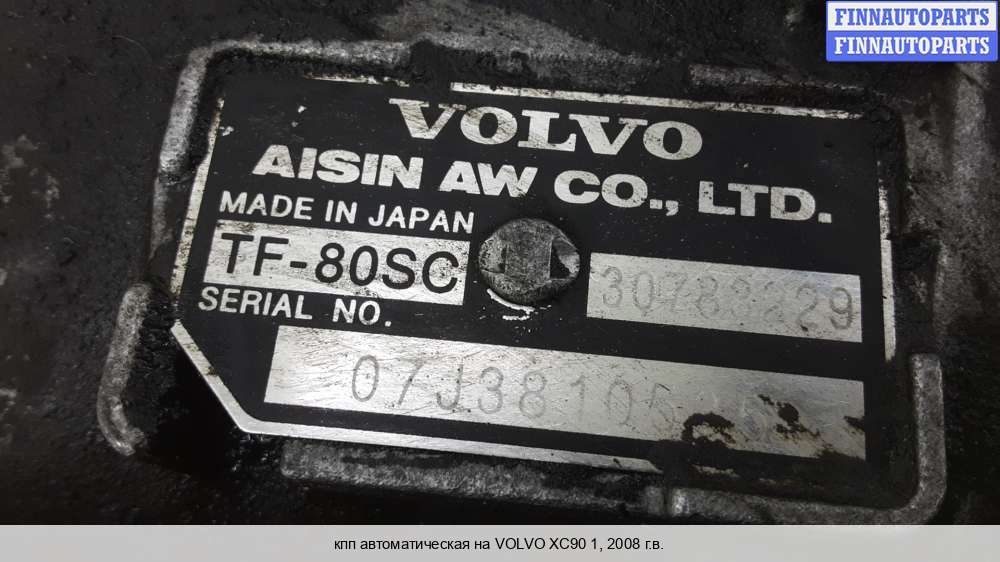 FINNAUTOPARTS
FINNAUTOPARTS
VOLVO
AISIN AW CO., LTD.
MADE IN JAPAN
TF-80SC
30783229
SERIAL NO.
кпп автоматическая на VOLVO XC90 1, 2008 г.в.